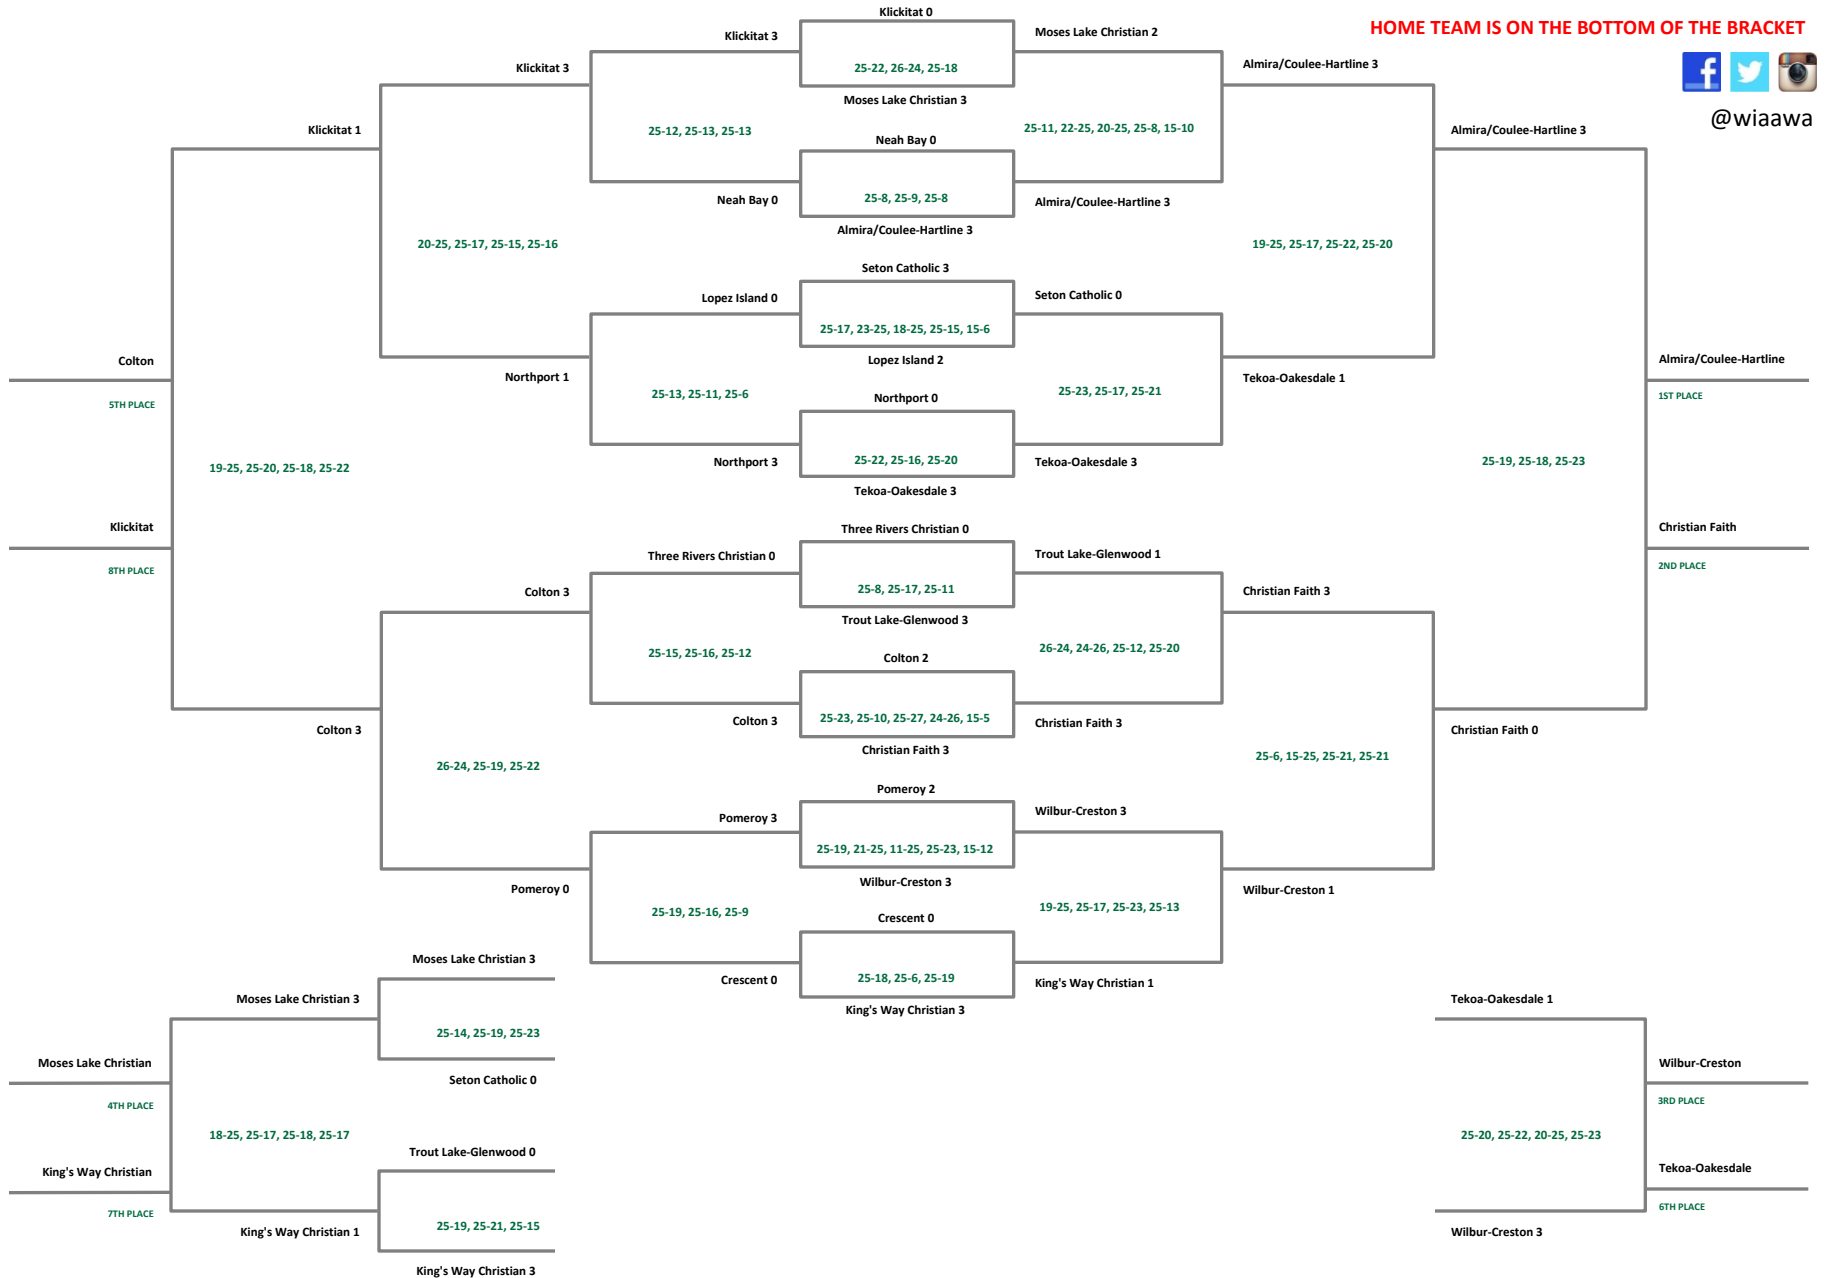 Klickitat 0
HOME TEAM IS ON THE BOTTOM OF THE BRACKET
Klickitat 3
Moses Lake Christian 2
Klickitat 3
25-22, 26-24, 25-18
Almira/Coulee-Hartline 3
Moses Lake Christian 3
@wiaawa
Klickitat 1
25-12, 25-13, 25-13
25-11, 22-25, 20-25, 25-8, 15-10
Almira/Coulee-Hartline 3
Neah Bay 0
Neah Bay 0
25-8, 25-9, 25-8
Almira/Coulee-Hartline 3
Almira/Coulee-Hartline 3
20-25, 25-17, 25-15, 25-16
19-25, 25-17, 25-22, 25-20
Seton Catholic 3
Lopez Island 0
Seton Catholic 0
25-17, 23-25, 18-25, 25-15, 15-6
Colton
Lopez Island 2
Almira/Coulee-Hartline
Northport 1
Tekoa-Oakesdale 1
5TH PLACE
25-13, 25-11, 25-6
Northport 0
25-23, 25-17, 25-21
1ST PLACE
19-25, 25-20, 25-18, 25-22
Northport 3
25-22, 25-16, 25-20
Tekoa-Oakesdale 3
25-19, 25-18, 25-23
Tekoa-Oakesdale 3
Klickitat
Three Rivers Christian 0
Christian Faith
Three Rivers Christian 0
Trout Lake-Glenwood 1
8TH PLACE
2ND PLACE
Colton 3
25-8, 25-17, 25-11
Christian Faith 3
Trout Lake-Glenwood 3
25-15, 25-16, 25-12
Colton 2
26-24, 24-26, 25-12, 25-20
Colton 3
25-23, 25-10, 25-27, 24-26, 15-5
Christian Faith 3
Colton 3
Christian Faith 0
Christian Faith 3
26-24, 25-19, 25-22
25-6, 15-25, 25-21, 25-21
Pomeroy 2
Pomeroy 3
Wilbur-Creston 3
25-19, 21-25, 11-25, 25-23, 15-12
Pomeroy 0
Wilbur-Creston 3
Wilbur-Creston 1
25-19, 25-16, 25-9
Crescent 0
19-25, 25-17, 25-23, 25-13
Moses Lake Christian 3
Crescent 0
25-18, 25-6, 25-19
King's Way Christian 1
Moses Lake Christian 3
King's Way Christian 3
Tekoa-Oakesdale 1
25-14, 25-19, 25-23
Moses Lake Christian
Wilbur-Creston
Seton Catholic 0
4TH PLACE
3RD PLACE
18-25, 25-17, 25-18, 25-17
25-20, 25-22, 20-25, 25-23
Trout Lake-Glenwood 0
King's Way Christian
Tekoa-Oakesdale
7TH PLACE
6TH PLACE
King's Way Christian 1
25-19, 25-21, 25-15
Wilbur-Creston 3
King's Way Christian 3